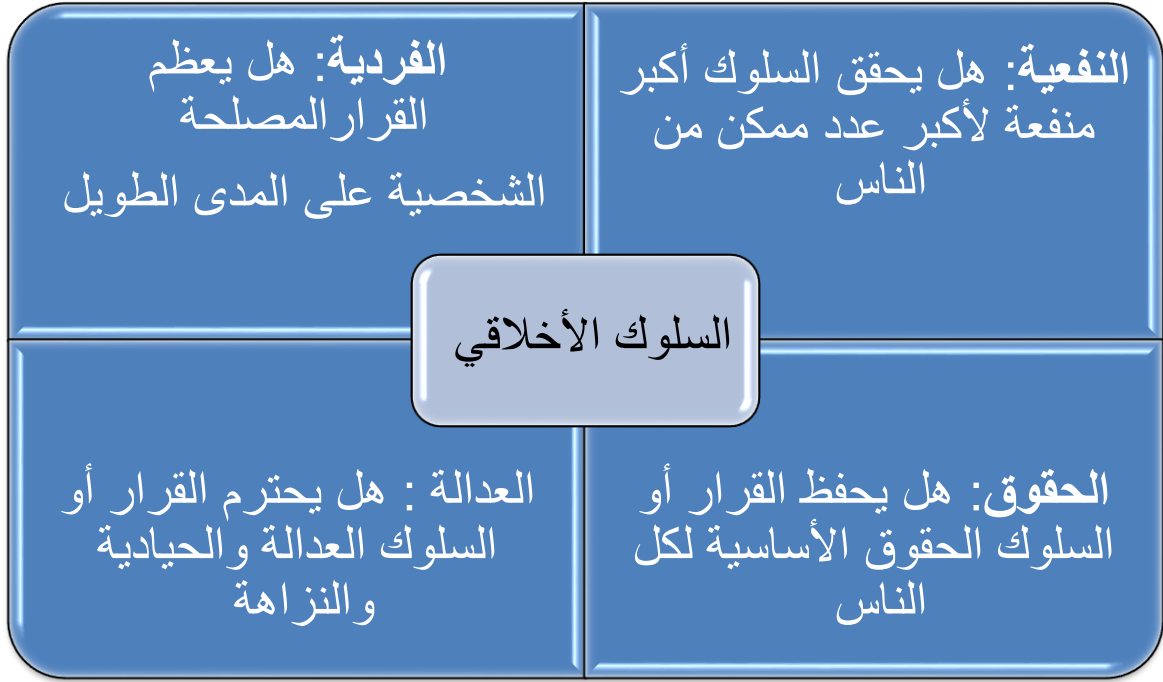 النفعية: هل يحقق السلوك أكبر
منفعة لأكبر عدد ممكن من
الناس
الفردية: هل يعظم
القرارالمصلحة
الشخصية على المدى الطويل
السلوك الأخلاقي
الحقوق: هل يحفظ القرار أو
السلوك الحقوق الأساسية لكل
الناس
العدالة : هل يحترم القرار أو
السلوك العدالة والحيادية
والنزاهة